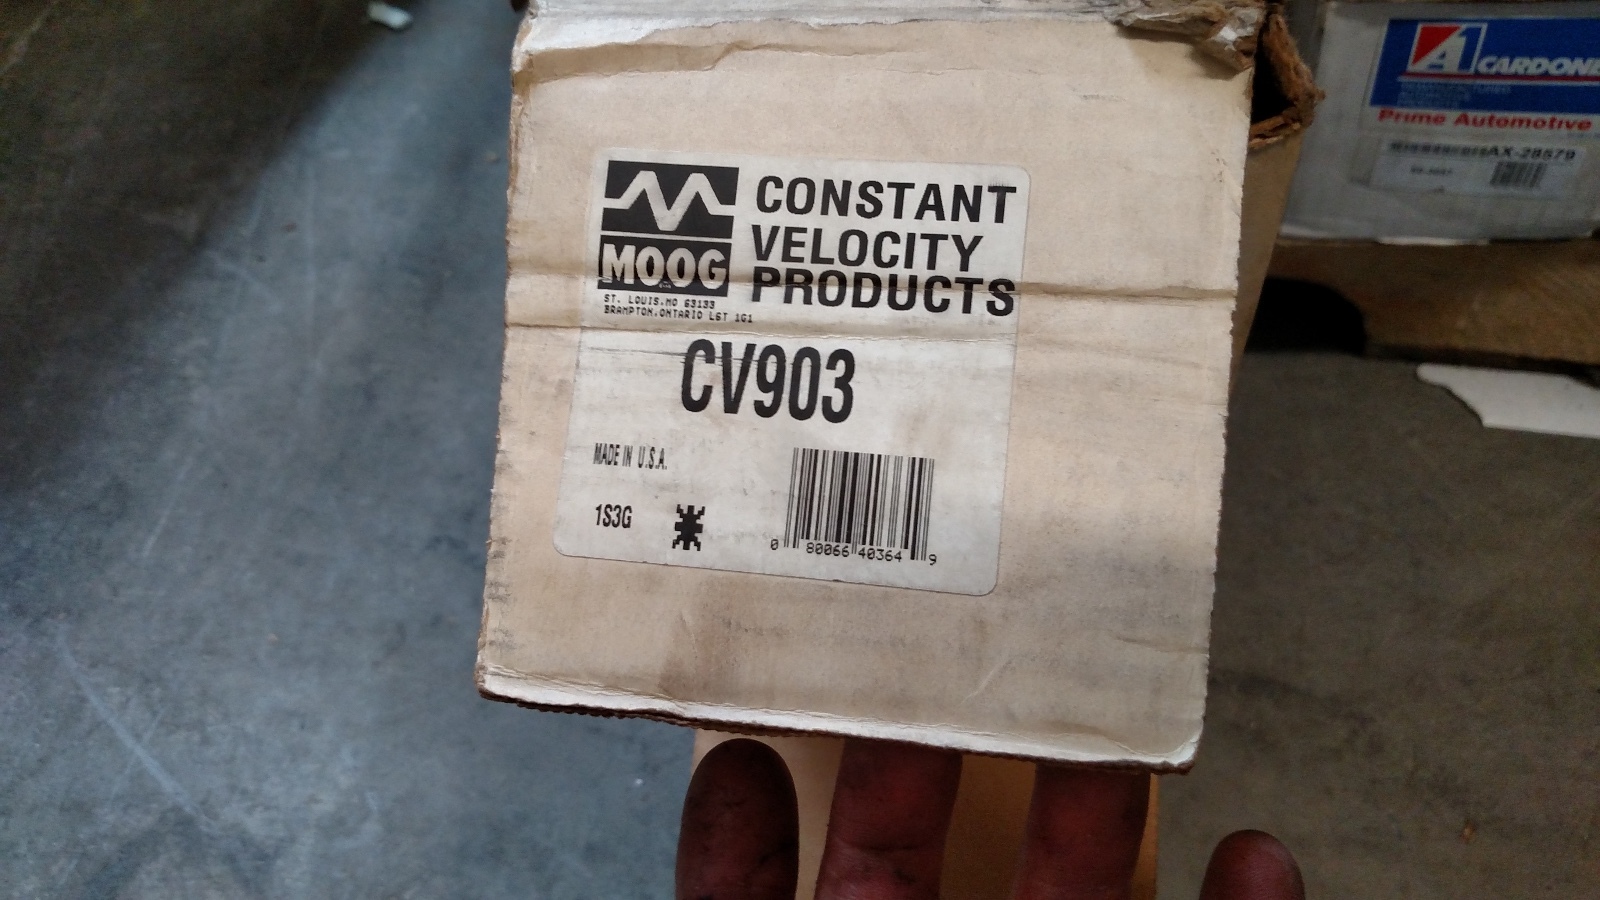 MOOG
CONSTANT
VELOCITY
PRODUCTS
ST. LOUIS,MO 63133
BRAMPTON,ONTARIO L6T 1G1
CV903
MADE IN U.S.A.
1S3G
0 80066 40364 9
A1 CARDONE
Prime Automotive
AX-28579